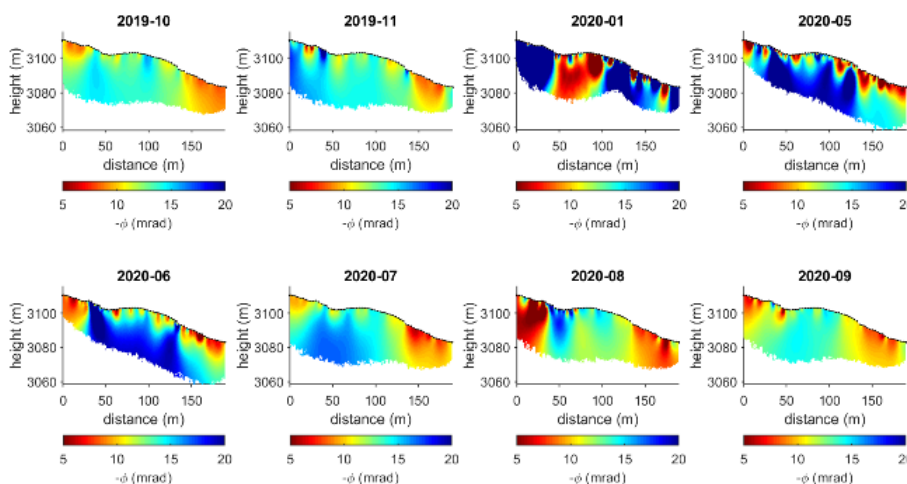 2019-10 2019-11 2020-01 2020-05
height (m) height (m) height (m) height (m)
3100 3100 3100 3100
3080 3080 3080 3080
3060 3060 3060 3060
0 50 100 150 0 50 100 150 0 50 100 150 0 50 100 150
distance (m) distance (m) distance (m) distance (m)
5 10 15 20 5 10 15 20 5 10 15 20 5 10 15 20
-ϕ (mrad) -ϕ (mrad) -ϕ (mrad) -ϕ (mrad)
2020-06 2020-07 2020-08 2020-09
height (m) height (m) height (m) height (m)
3100 3100 3100 3100
3080 3080 3080 3080
3060 3060 3060 3060
0 50 100 150 0 50 100 150 0 50 100 150 0 50 100 150
distance (m) distance (m) distance (m) distance (m)
5 10 15 20 5 10 15 20 5 10 15 20 5 10 15 20
-ϕ (mrad) -ϕ (mrad) -ϕ (mrad) -ϕ (mrad)